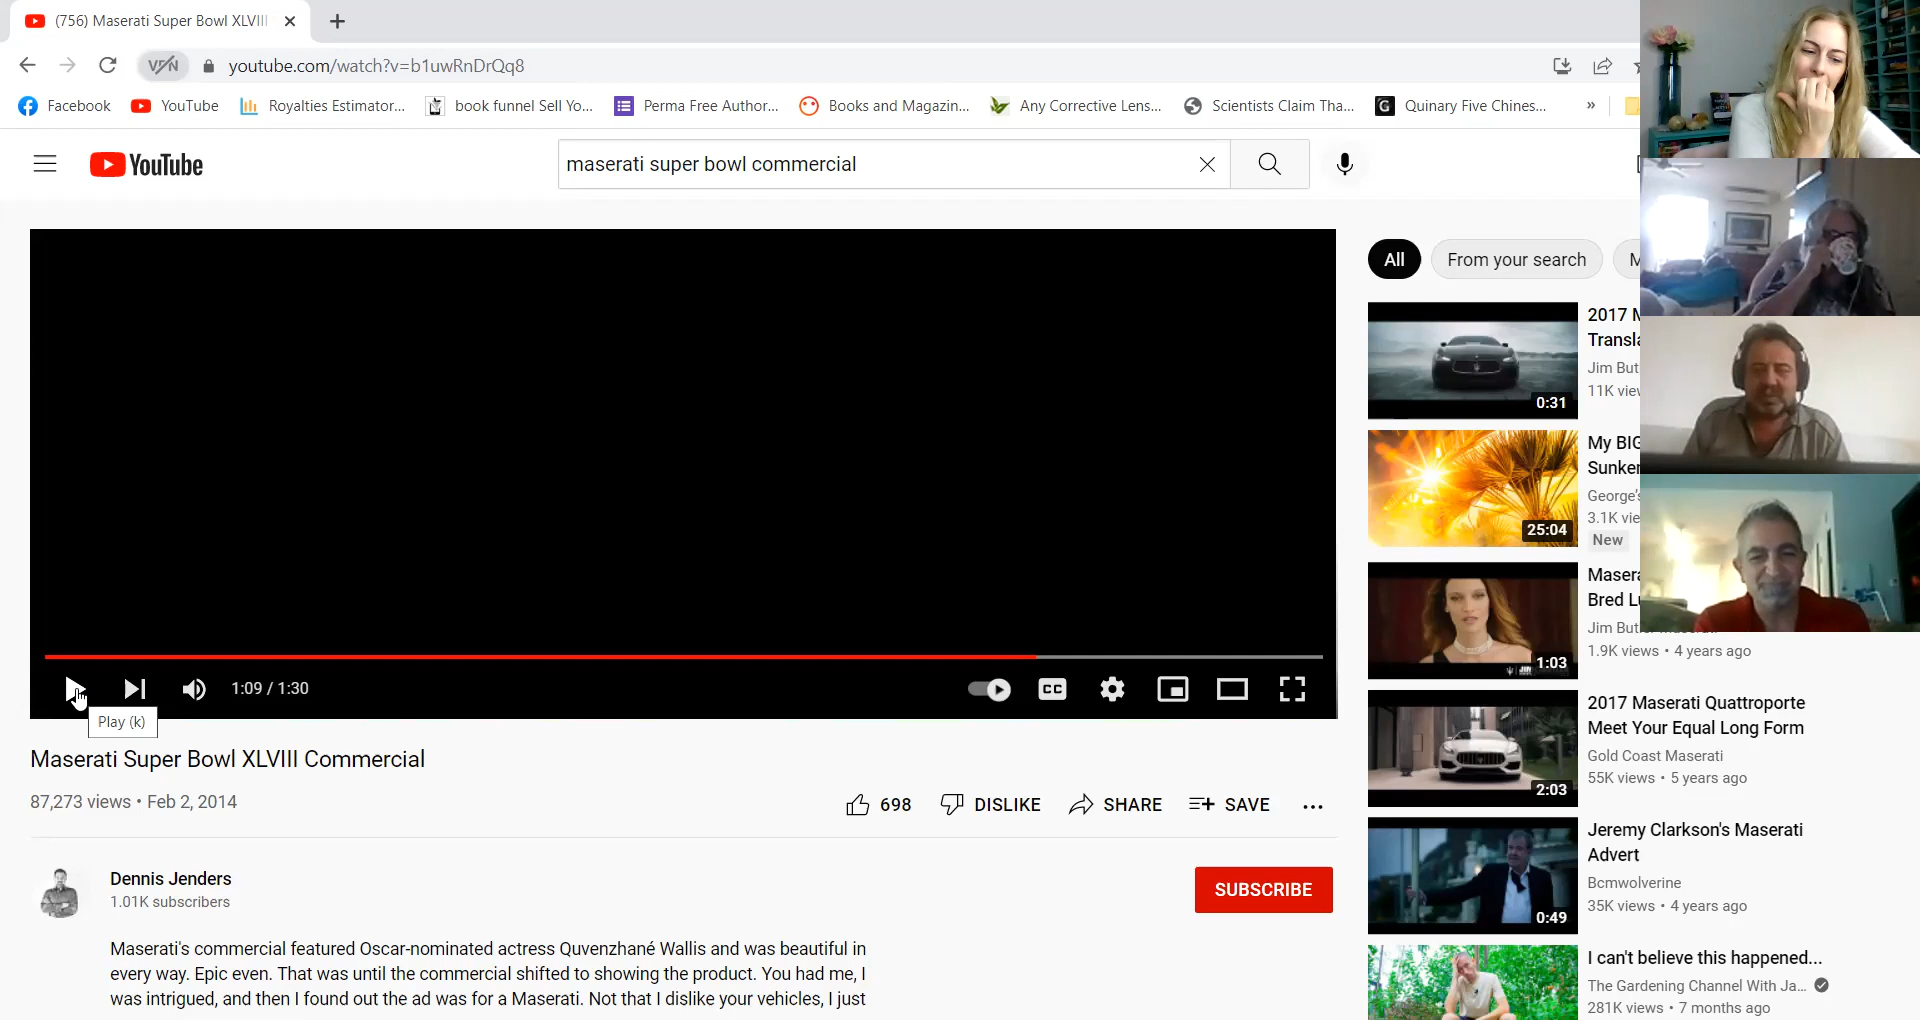 (756) Maserati Super Bowl XLVIII
youtube.com/watch?v=b1uwRnDrQq8
Facebook
YouTube
Royalties Estimator...
book funnel Sell Yo...
Perma Free Author...
Books and Magazin...
Any Corrective Lens...
Scientists Claim Tha...
Quinary Five Chines...
»
YouTube
maserati super bowl commercial
1:09 / 1:30
CC
Play (k)
Maserati Super Bowl XLVIII Commercial
87,273 views • Feb 2, 2014
698
DISLIKE
SHARE
SAVE
Dennis Jenders
1.01K subscribers
SUBSCRIBE
Maserati's commercial featured Oscar-nominated actress Quvenzhané Wallis and was beautiful in
every way. Epic even. That was until the commercial shifted to showing the product. You had me, I
was intrigued, and then I found out the ad was for a Maserati. Not that I dislike your vehicles, I just
All
From your search
0:31
2017
Jim But
11K
25:04
My BIG
3.1K
New
1:03
Bred
Jim But
1.9K views • 4 years ago
2:03
2017 Maserati Quattroporte
Meet Your Equal Long Form
Gold Coast Maserati
55K views • 5 years ago
0:49
Jeremy Clarkson's Maserati
Advert
Bcmwolverine
35K views • 4 years ago
I can't believe this happened...
The Gardening Channel With Ja...
281K views • 7 months ago